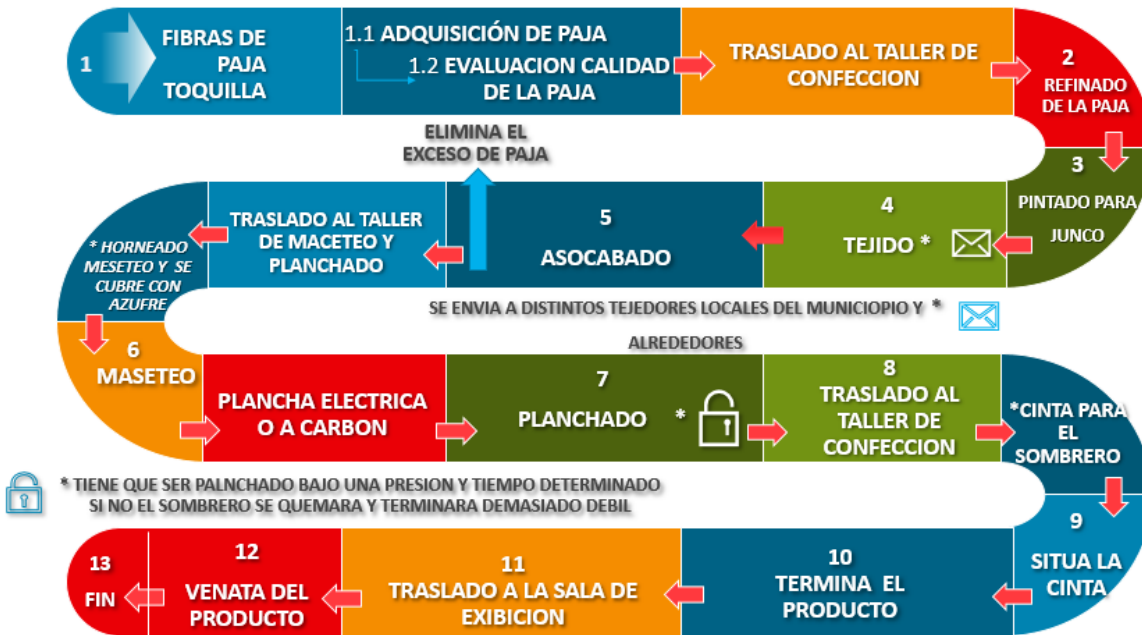 1
FIBRAS DE
PAJA
TOQUILLA
1.1 ADQUISICIÓN DE PAJA
1.2 EVALUACION CALIDAD
DE LA PAJA
TRASLADO AL TALLER DE
CONFECCION
2
REFINADO
DE LA PAJA
3
PINTADO PARA
JUNCO
4
TEJIDO *
5
ASOCABADO
ELIMINA EL
EXCESO DE PAJA
TRASLADO AL TALLER
DE MACETEO Y
PLANCHADO
* HORNEADO
MESETEO Y SE
CUBRE CON
AZUFRE
SE ENVIA A DISTINTOS TEJEDORES LOCALES DEL MUNICIOPIO Y *
ALREDEDORES
6
MASETEO
PLANCHA ELECTRICA
O A CARBON
7
PLANCHADO *
8
TRASLADO AL
TALLER DE
CONFECCION
*CINTA PARA
EL
SOMBRERO
* TIENE QUE SER PALNCHADO BAJO UNA PRESION Y TIEMPO DETERMINADO
SI NO EL SOMBRERO SE QUEMARA Y TERMINARA DEMASIADO DEBIL
9
SITUA LA
CINTA
10
TERMINA EL
PRODUCTO
11
TRASLADO A LA SALA DE
EXIBICION
12
VENATA DEL
PRODUCTO
13
FIN